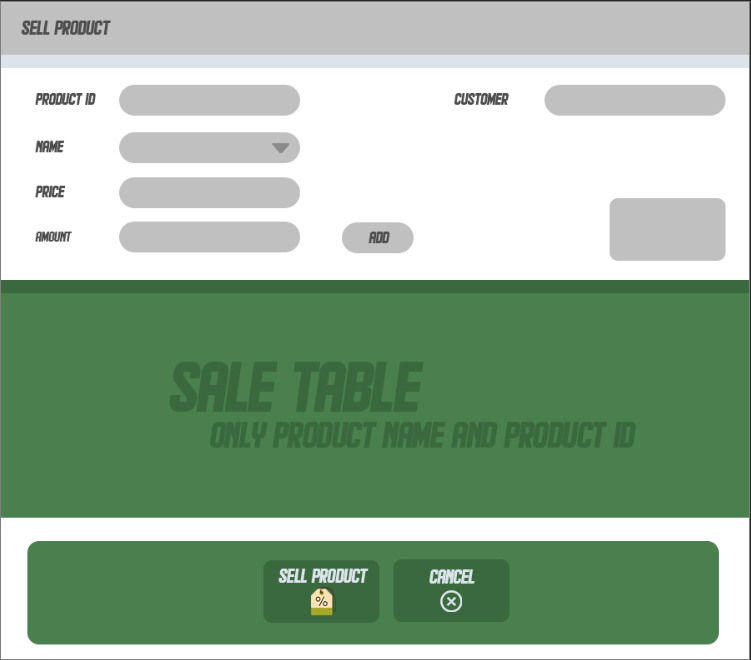 SELL PRODUCT
PRODUCT ID
CUSTOMER
NAME
PRICE
AMOUNT
ADD
SALE TABLE
ONLY PRODUCT NAME AND PRODUCT ID
SELL PRODUCT
CANCEL
%